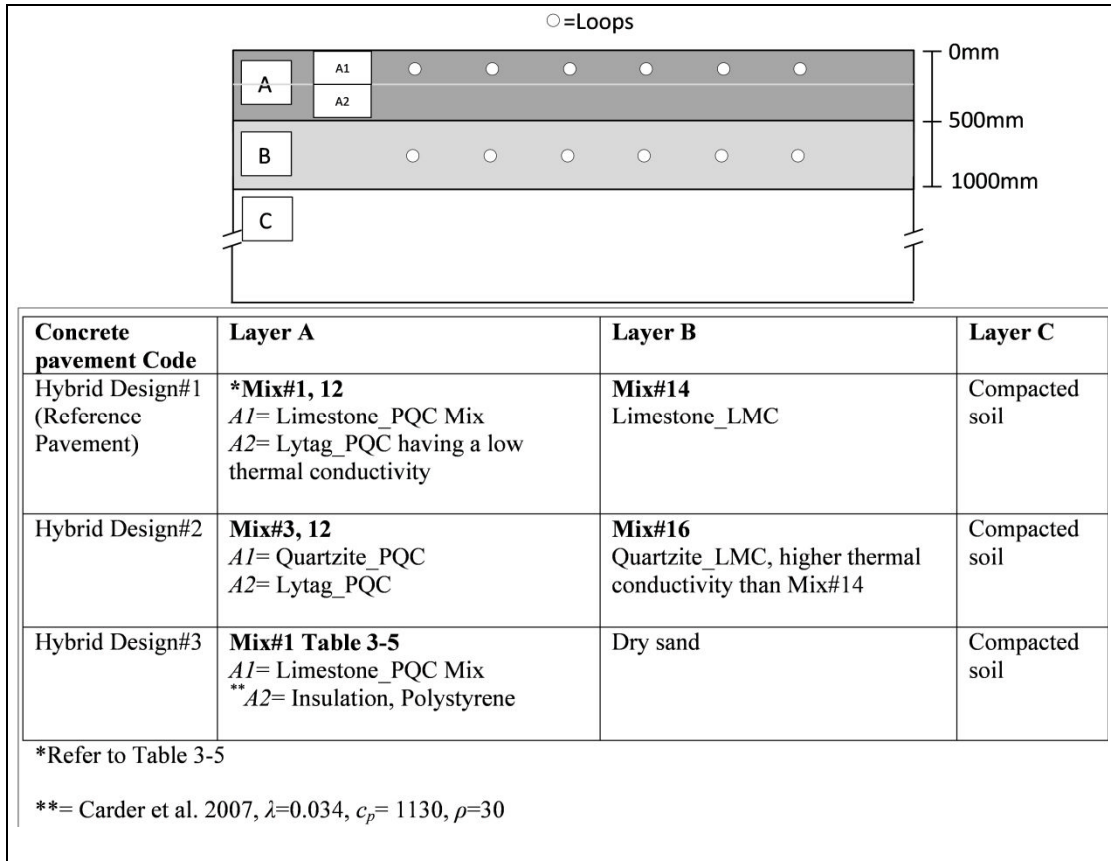 ○=Loops
A
A1
A2
0mm
500mm
B
1000mm
C
Concrete
pavement Code
Layer A
Layer B
Layer C
Hybrid Design#1
(Reference
Pavement)
*Mix#1, 12
A1= Limestone_PQC Mix
A2= Lytag_PQC having a low
thermal conductivity
Mix#14
Limestone_LMC
Compacted
soil
Hybrid Design#2
Mix#3, 12
A1= Quartzite_PQC
A2= Lytag_PQC
Mix#16
Quartzite_LMC, higher thermal
conductivity than Mix#14
Compacted
soil
Hybrid Design#3
Mix#1 Table 3-5
A1= Limestone_PQC Mix
**A2= Insulation, Polystyrene
Dry sand
Compacted
soil
*Refer to Table 3-5
**= Carder et al. 2007, λ=0.034, cp= 1130, ρ=30